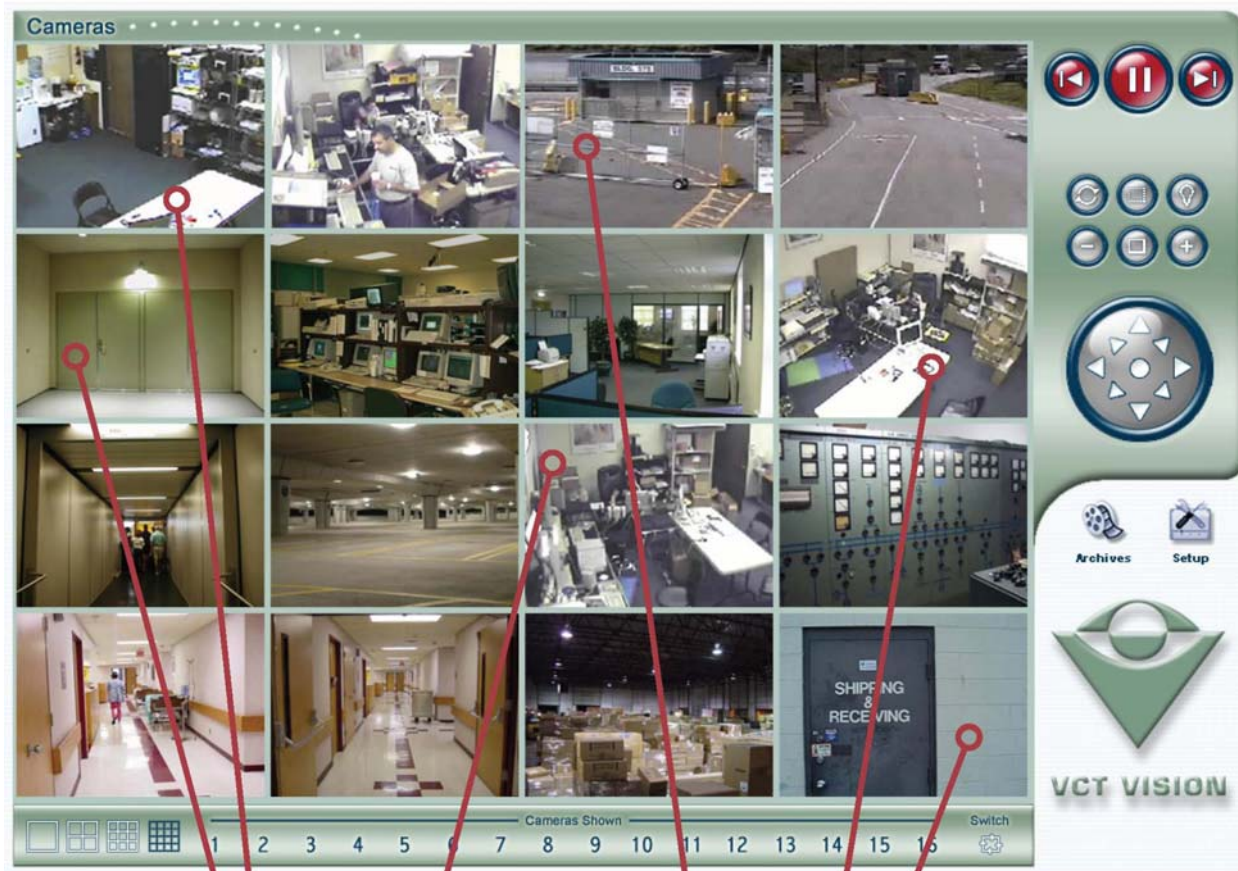 Cameras
BLDG 575
SHIPPING
&
RECEIVING
Archives
Setup
VCT VISION
Cameras Shown
Switch
1 2 3 4 5 6 7 8 9 10 11 12 13 14 15 16